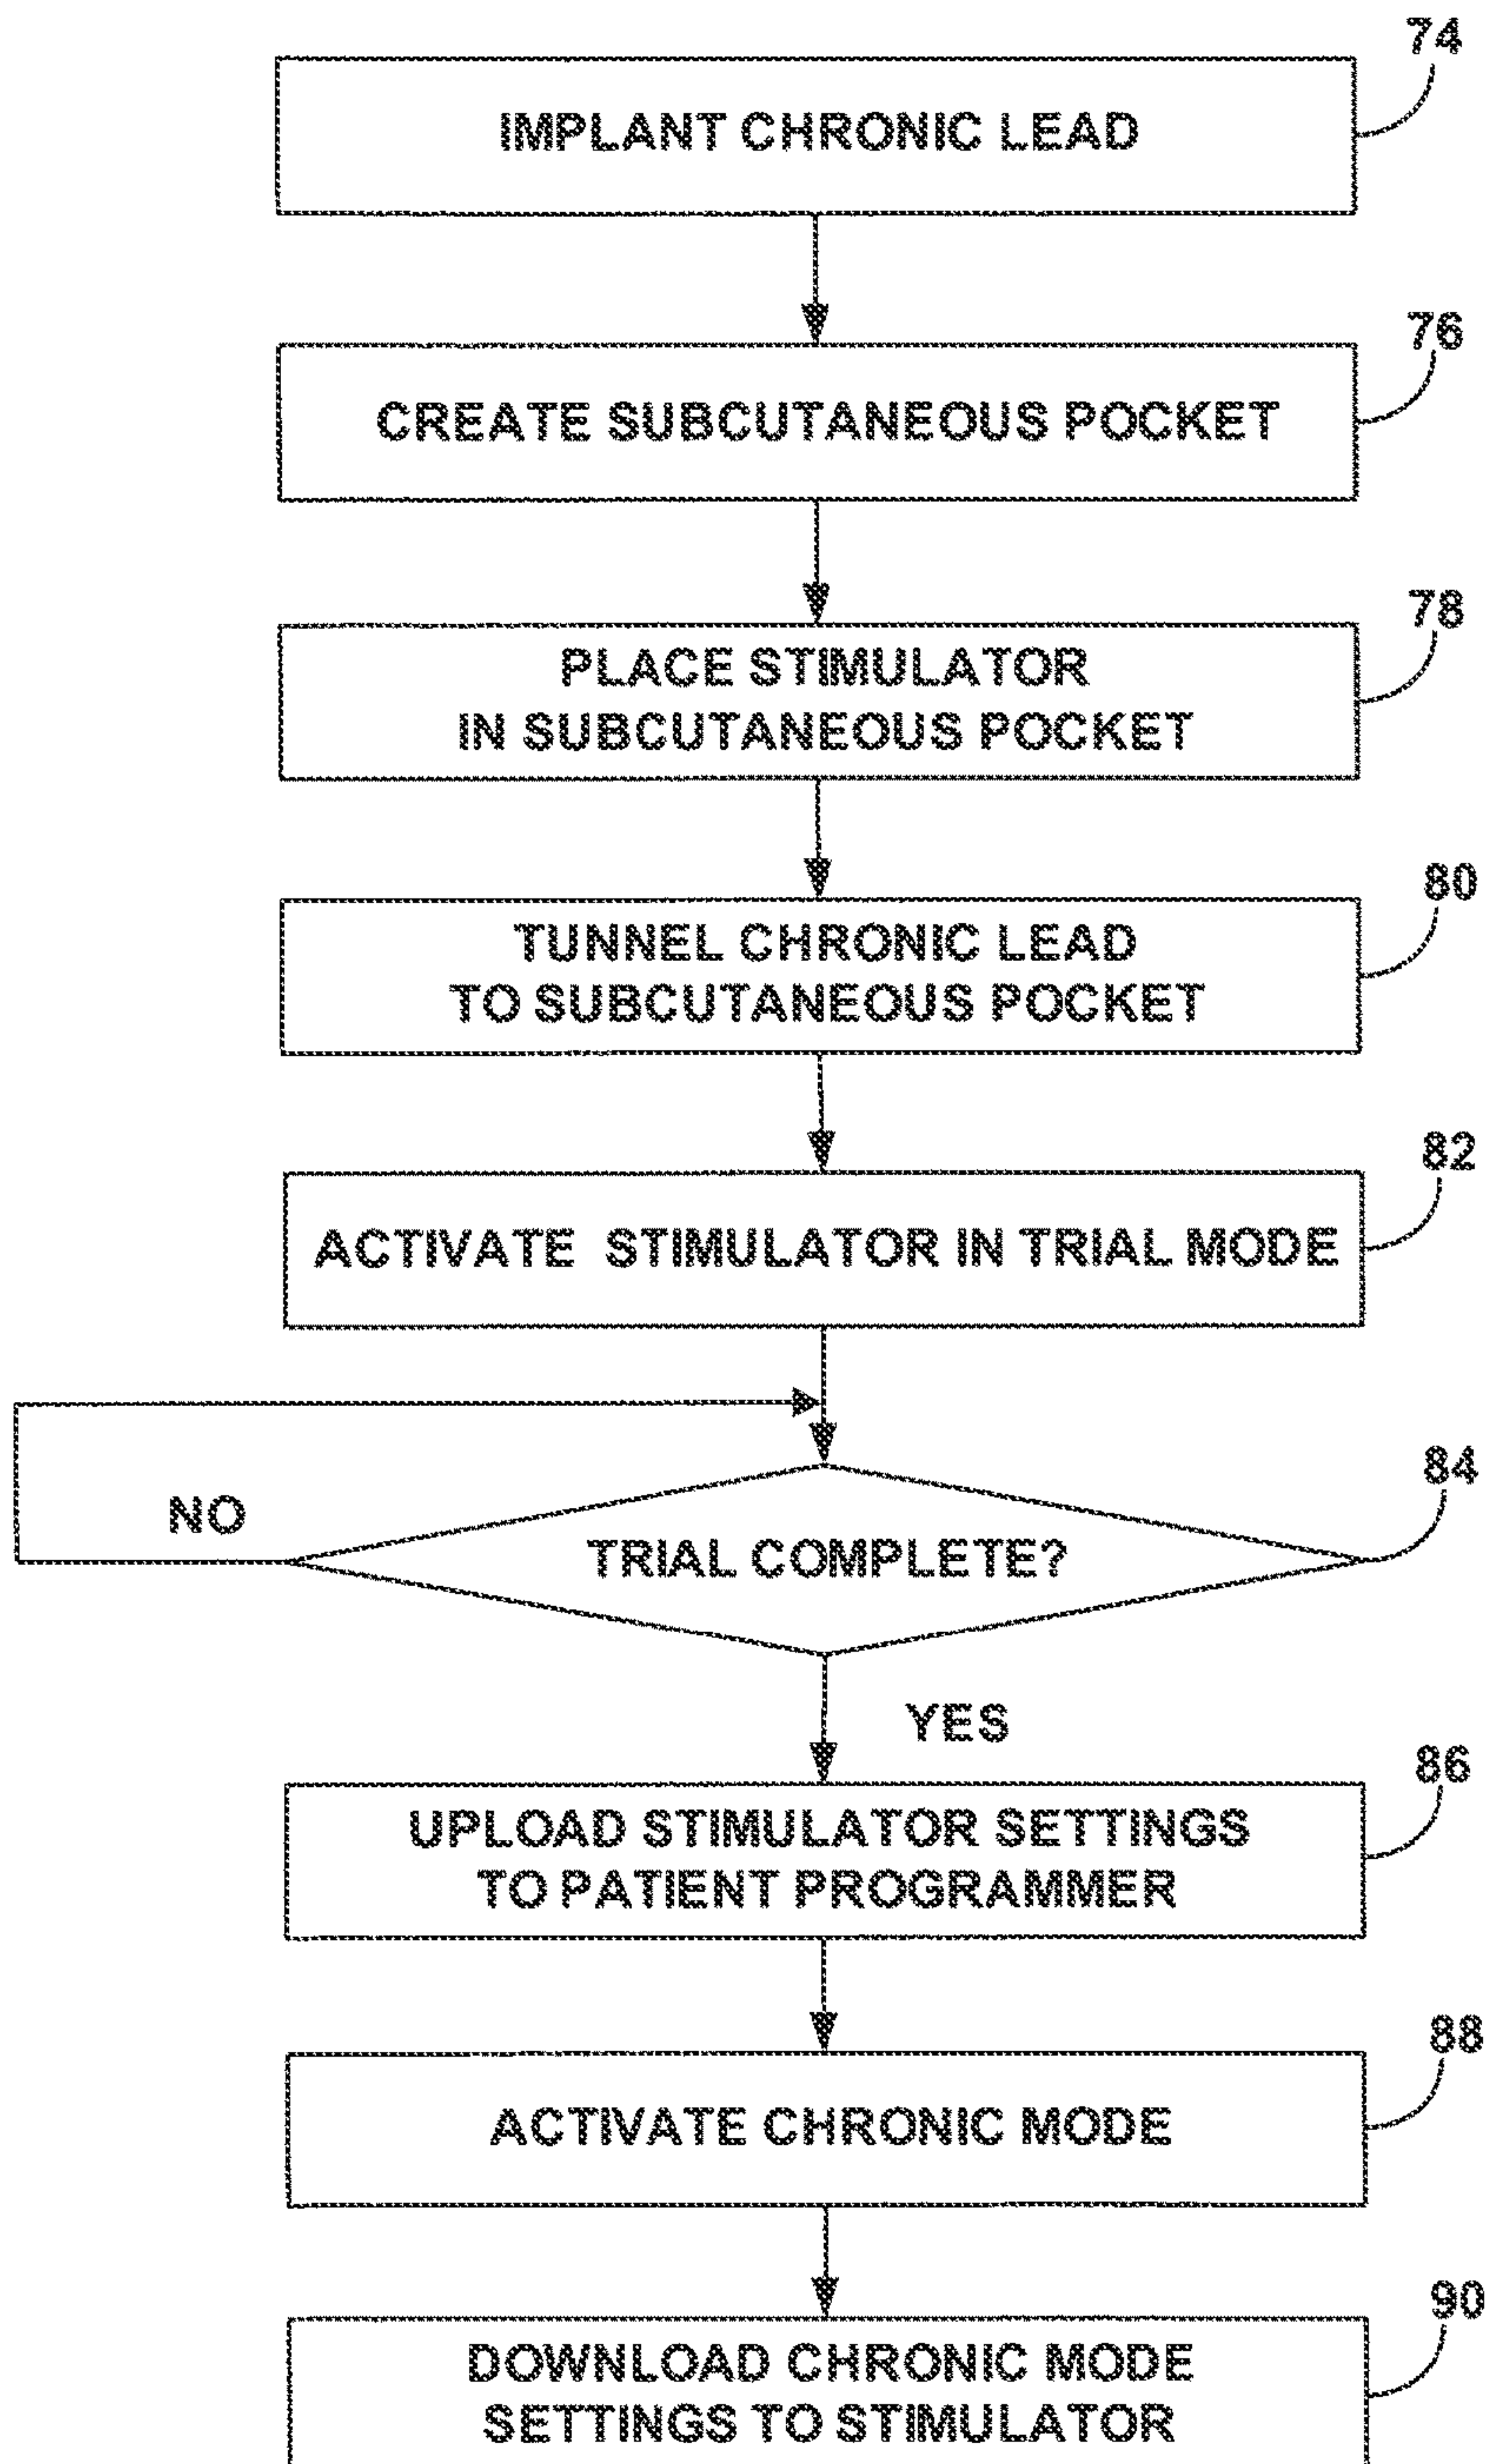 74
IMPLANT CHRONIC LEAD
76
CREATE SUBCUTANEOUS POCKET
78
PLACE STIMULATOR
IN SUBCUTANEOUS POCKET
80
TUNNEL CHRONIC LEAD
TO SUBCUTANEOUS POCKET
82
ACTIVATE STIMULATOR IN TRIAL MODE
84
NO
TRIAL COMPLETE?
YES
86
UPLOAD STIMULATOR SETTINGS
TO PATIENT PROGRAMMER
88
ACTIVATE CHRONIC MODE
90
DOWNLOAD CHRONIC MODE
SETTINGS TO STIMULATOR